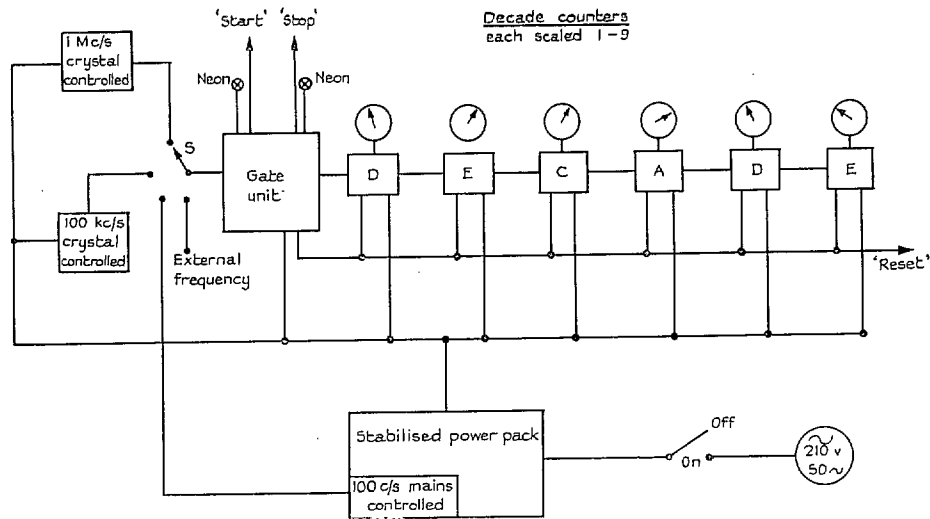 'Start' 'Stop'
Decade counters
each scaled 1-9
1 Mc/s
crystal
controlled
Neon
Neon
S
Gate
unit
D
E
C
A
D
E
100 kc/s
crystal
controlled
External
frequency
'Reset'
Stabilised power pack
Off
On
210 v
50~
100 c/s mains
controlled